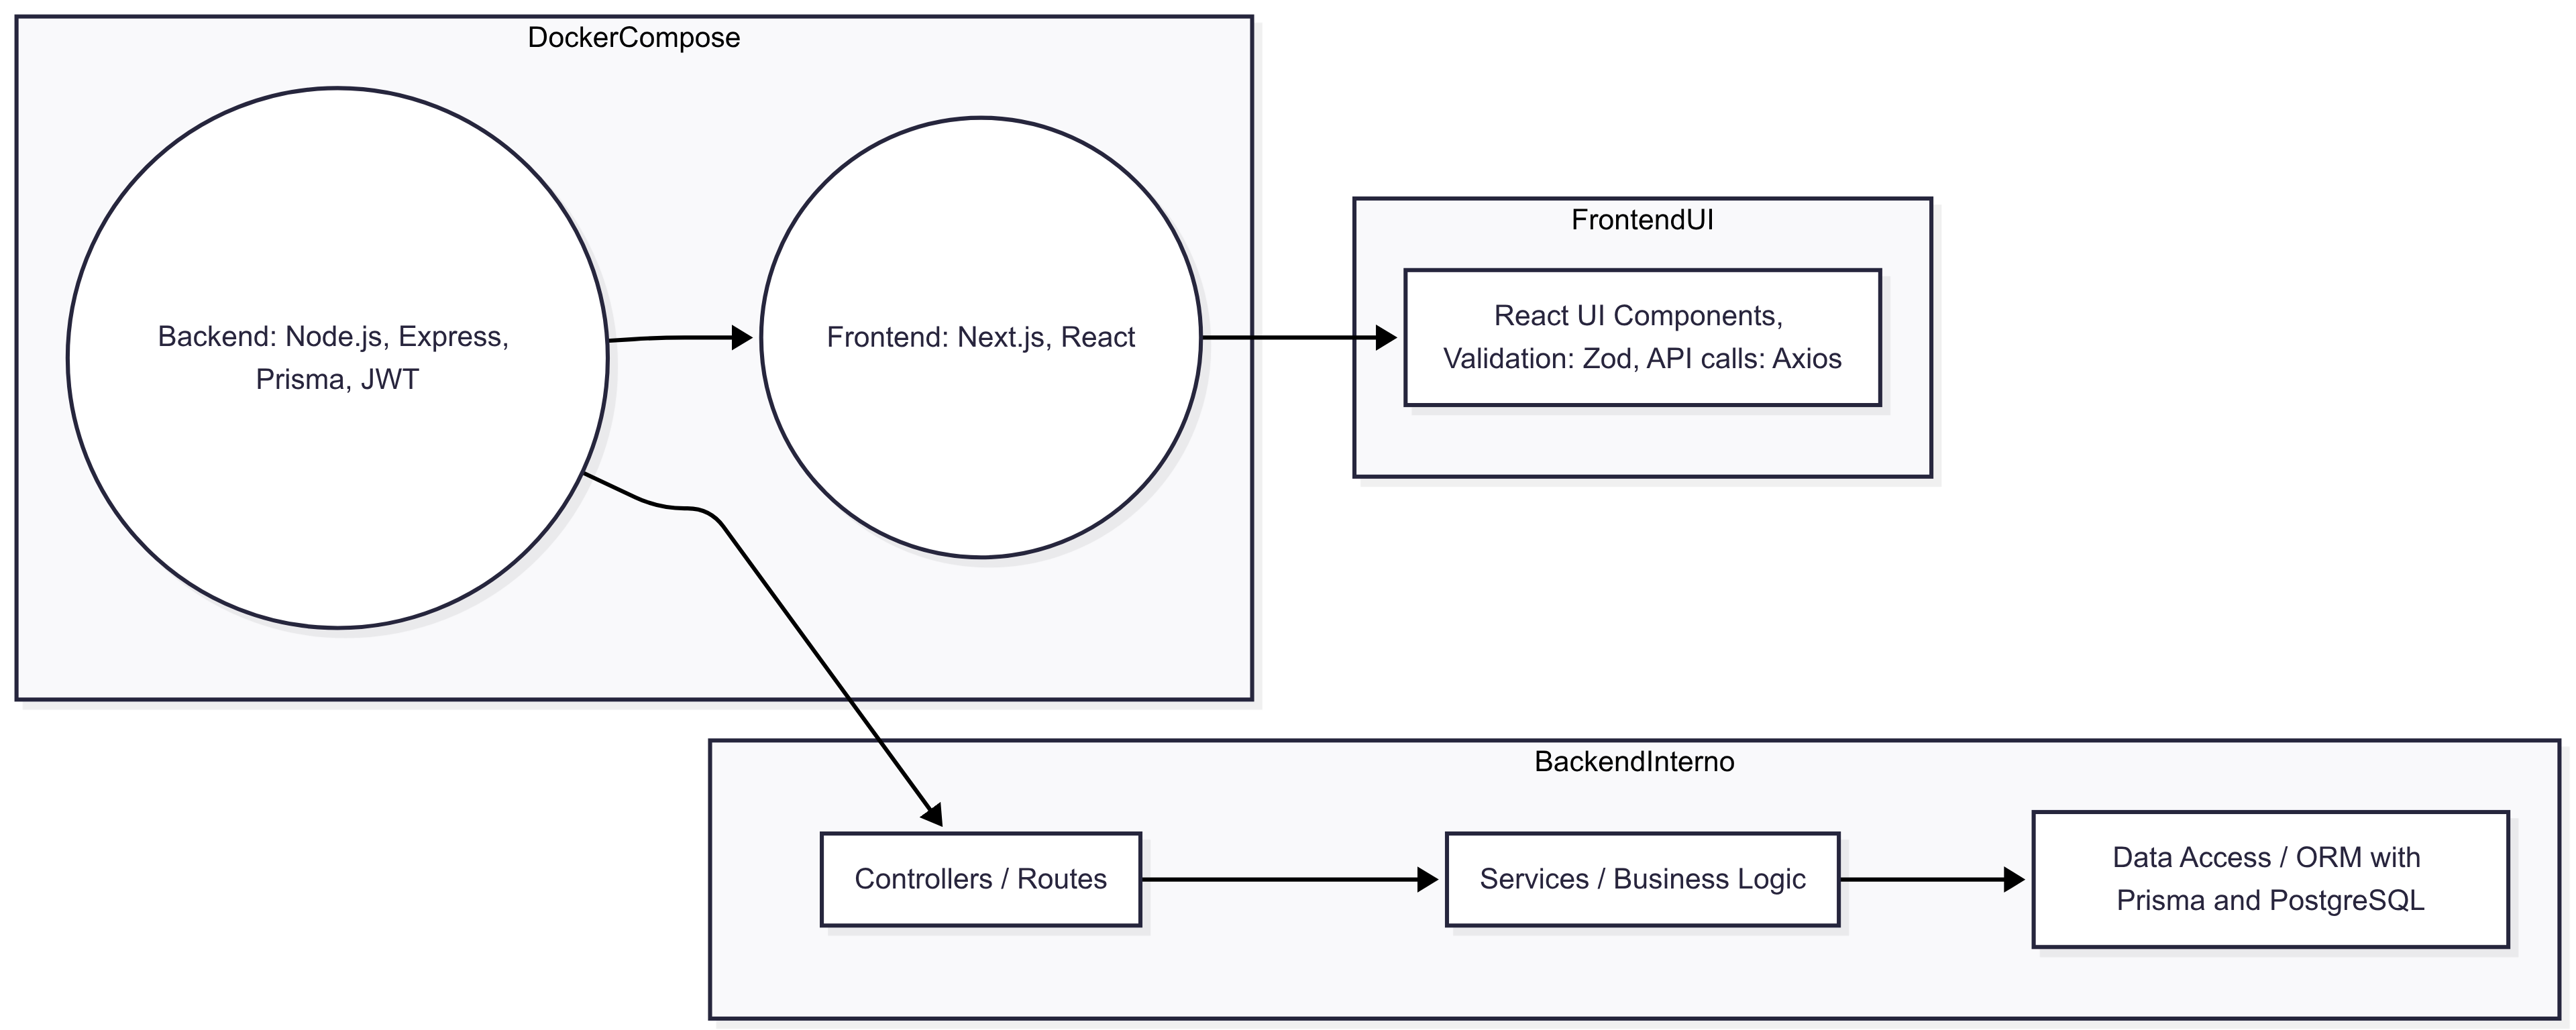 DockerCompose
Backend: Node.js, Express,
Prisma, JWT
Frontend: Next.js, React
FrontendUI
React UI Components,
Validation: Zod, API calls: Axios
BackendInterno
Controllers / Routes
Services / Business Logic
Data Access / ORM with
Prisma and PostgreSQL